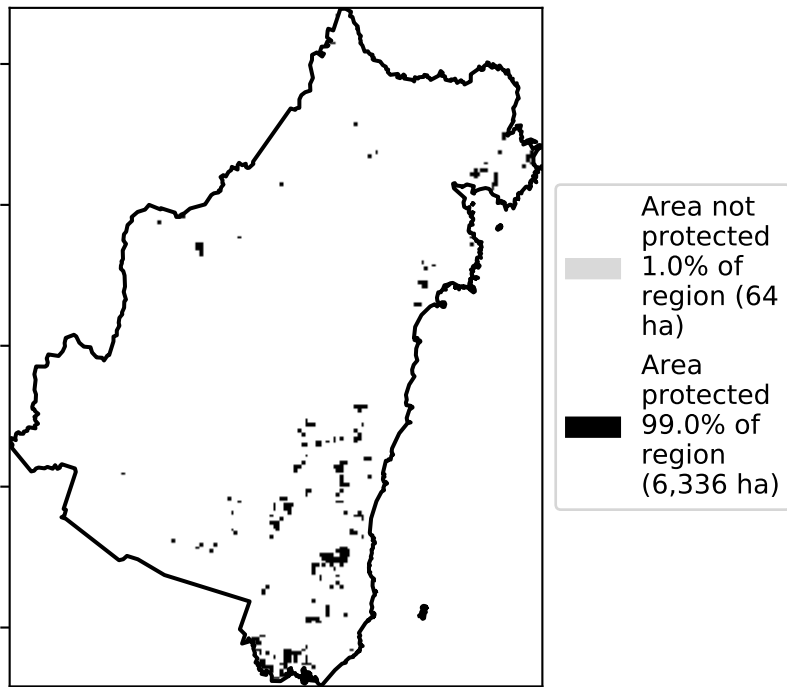 Area not
protected
1.0% of
region (64
ha)
Area
protected
99.0% of
region
(6,336 ha)